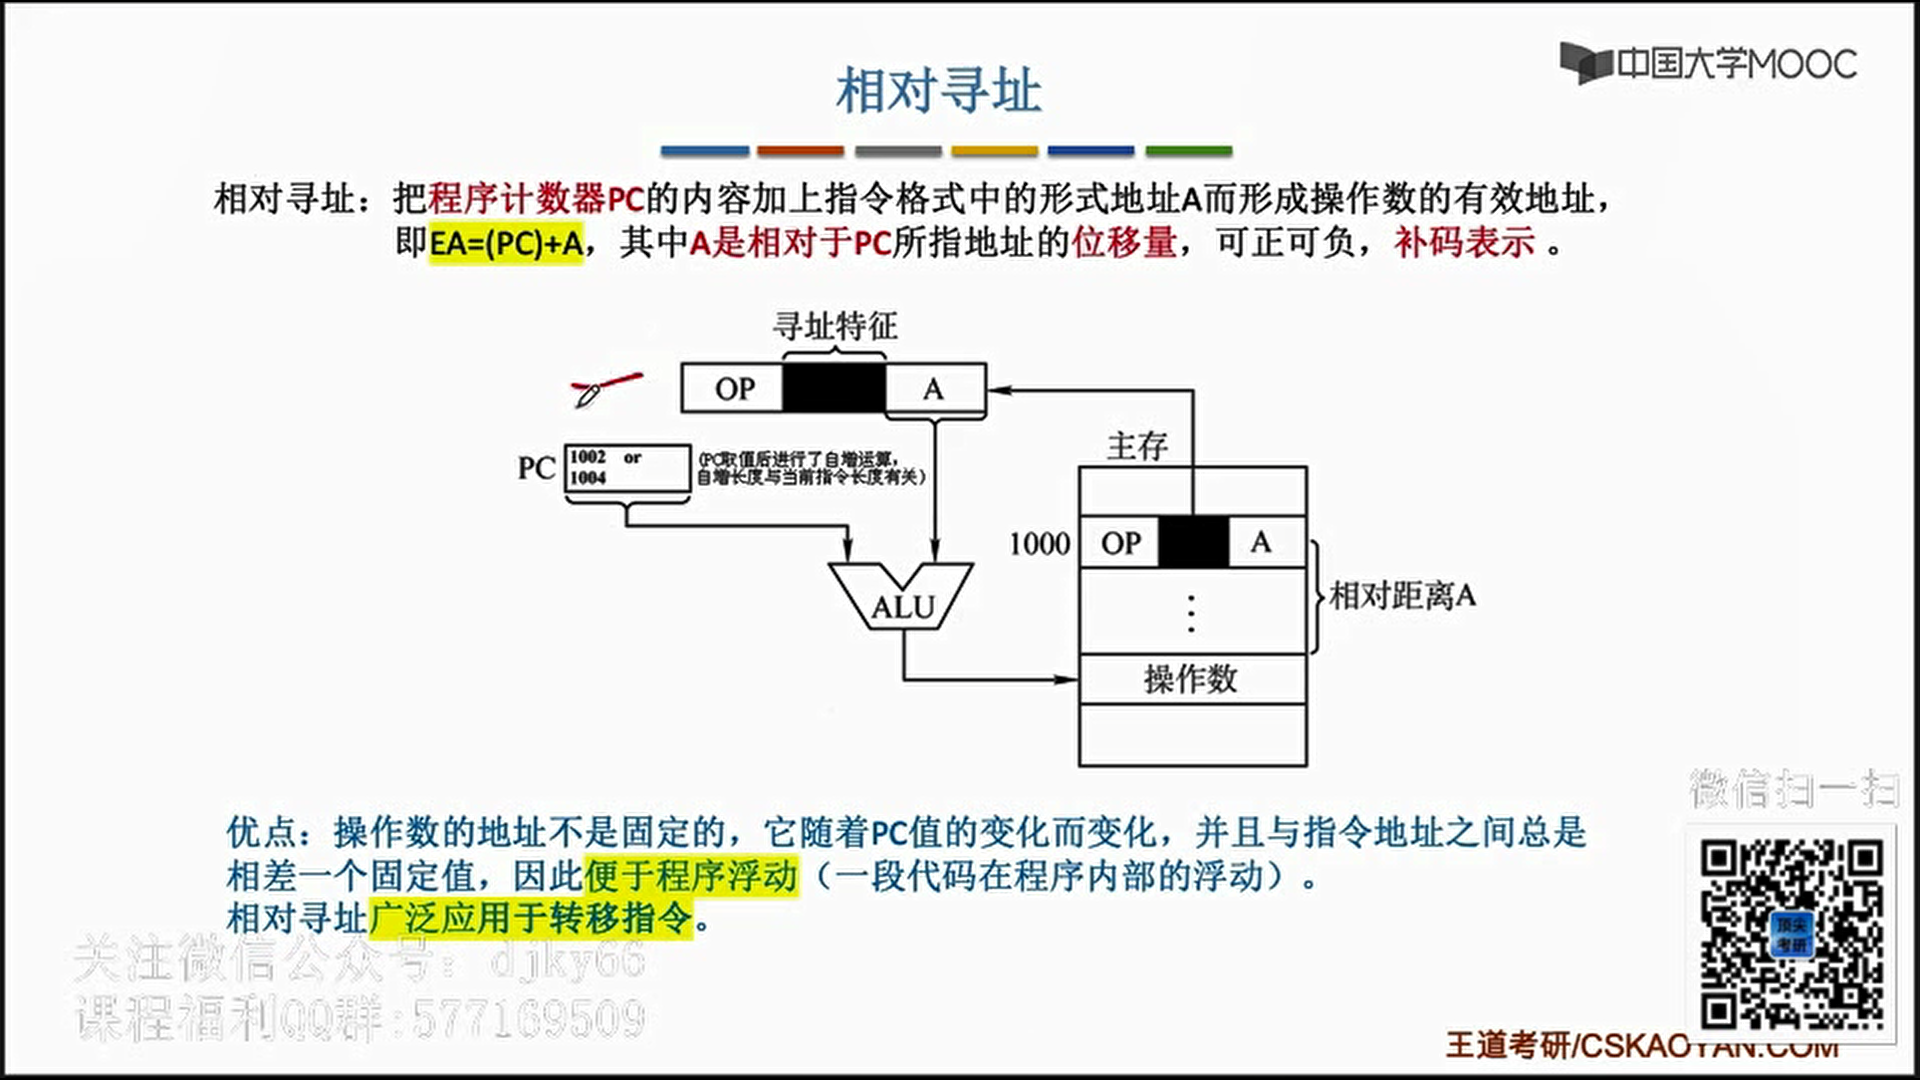 中国大学MOOC
相对寻址
相对寻址：把程序计数器PC的内容加上指令格式中的形式地址A而形成操作数的有效地址，
即EA=(PC)+A，其中A是相对于PC所指地址的位移量，可正可负，补码表示 。
寻址特征
OP A
主存
PC 1002 or
1004
(PC取值后进行了自增运算，
自增长度与当前指令长度有关)
1000 OP A
相对距离A
ALU
操作数
微信扫一扫
优点：操作数的地址不是固定的，它随着PC值的变化而变化，并且与指令地址之间总是
相差一个固定值，因此便于程序浮动（一段代码在程序内部的浮动）。
相对寻址广泛应用于转移指令。
顶尖
考研
关注微信公众号：djky66
课程福利QQ群:577169509
王道考研/CSKAOYAN.COM